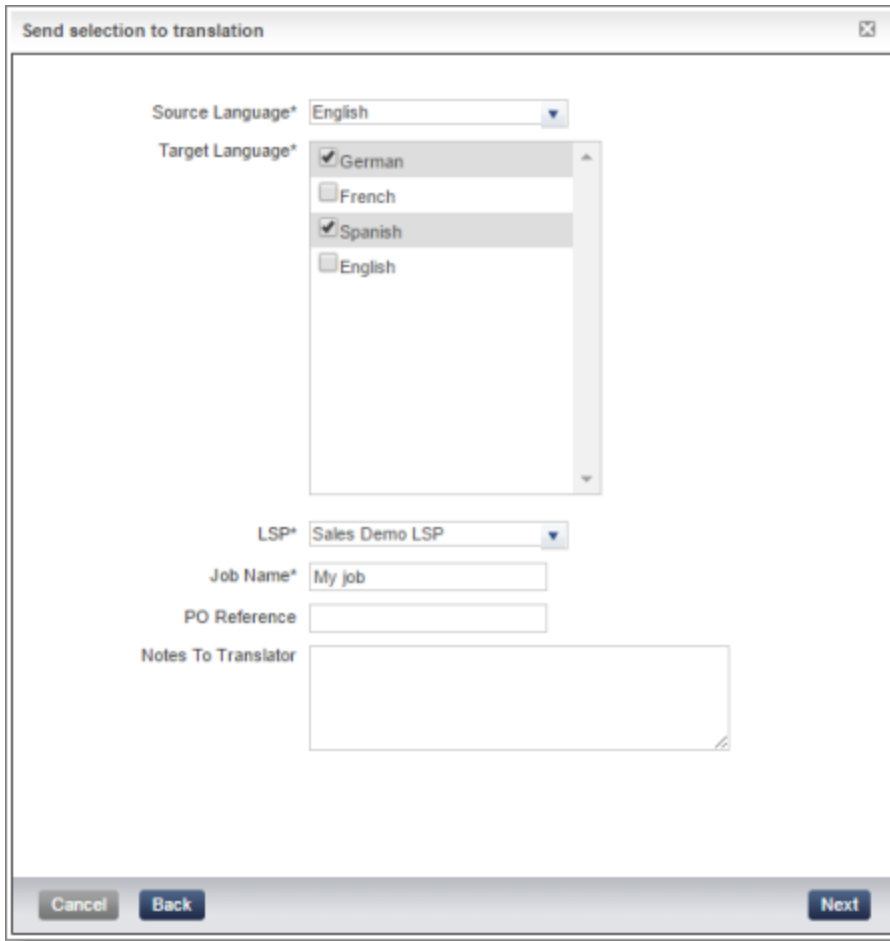 Send selection to translation
Source Language* English
Target Language*
German
French
Spanish
English
LSP* Sales Demo LSP
Job Name* My job
PO Reference
Notes To Translator
Cancel Back Next